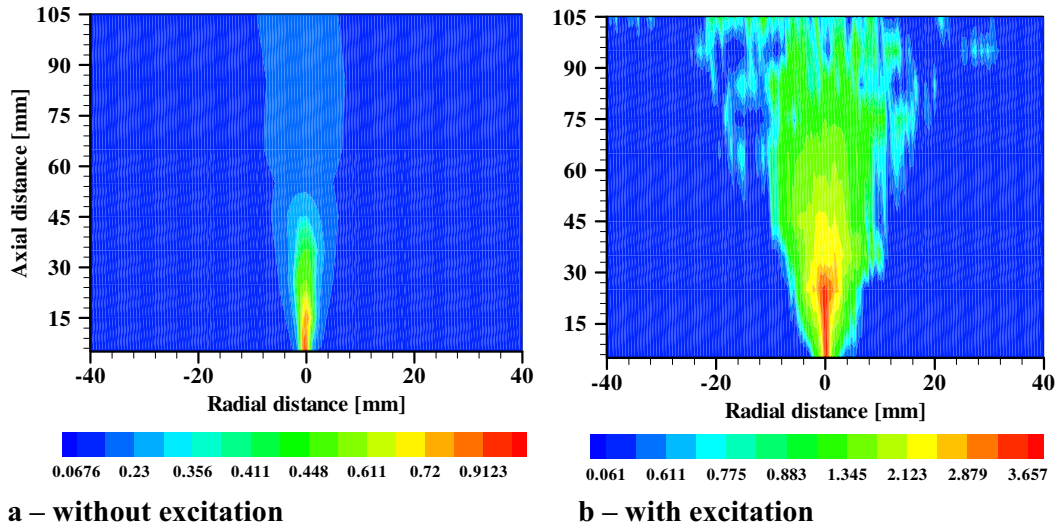 105
90
75
60
45
30
15
Axial distance [mm]
-40 -20 0 20 40
Radial distance [mm]
0.0676 0.23 0.356 0.411 0.448 0.611 0.72 0.9123
a – without excitation
105
90
75
60
45
30
15
-40 -20 0 20 40
Radial distance [mm]
0.061 0.611 0.775 0.883 1.345 2.123 2.879 3.657
b – with excitation